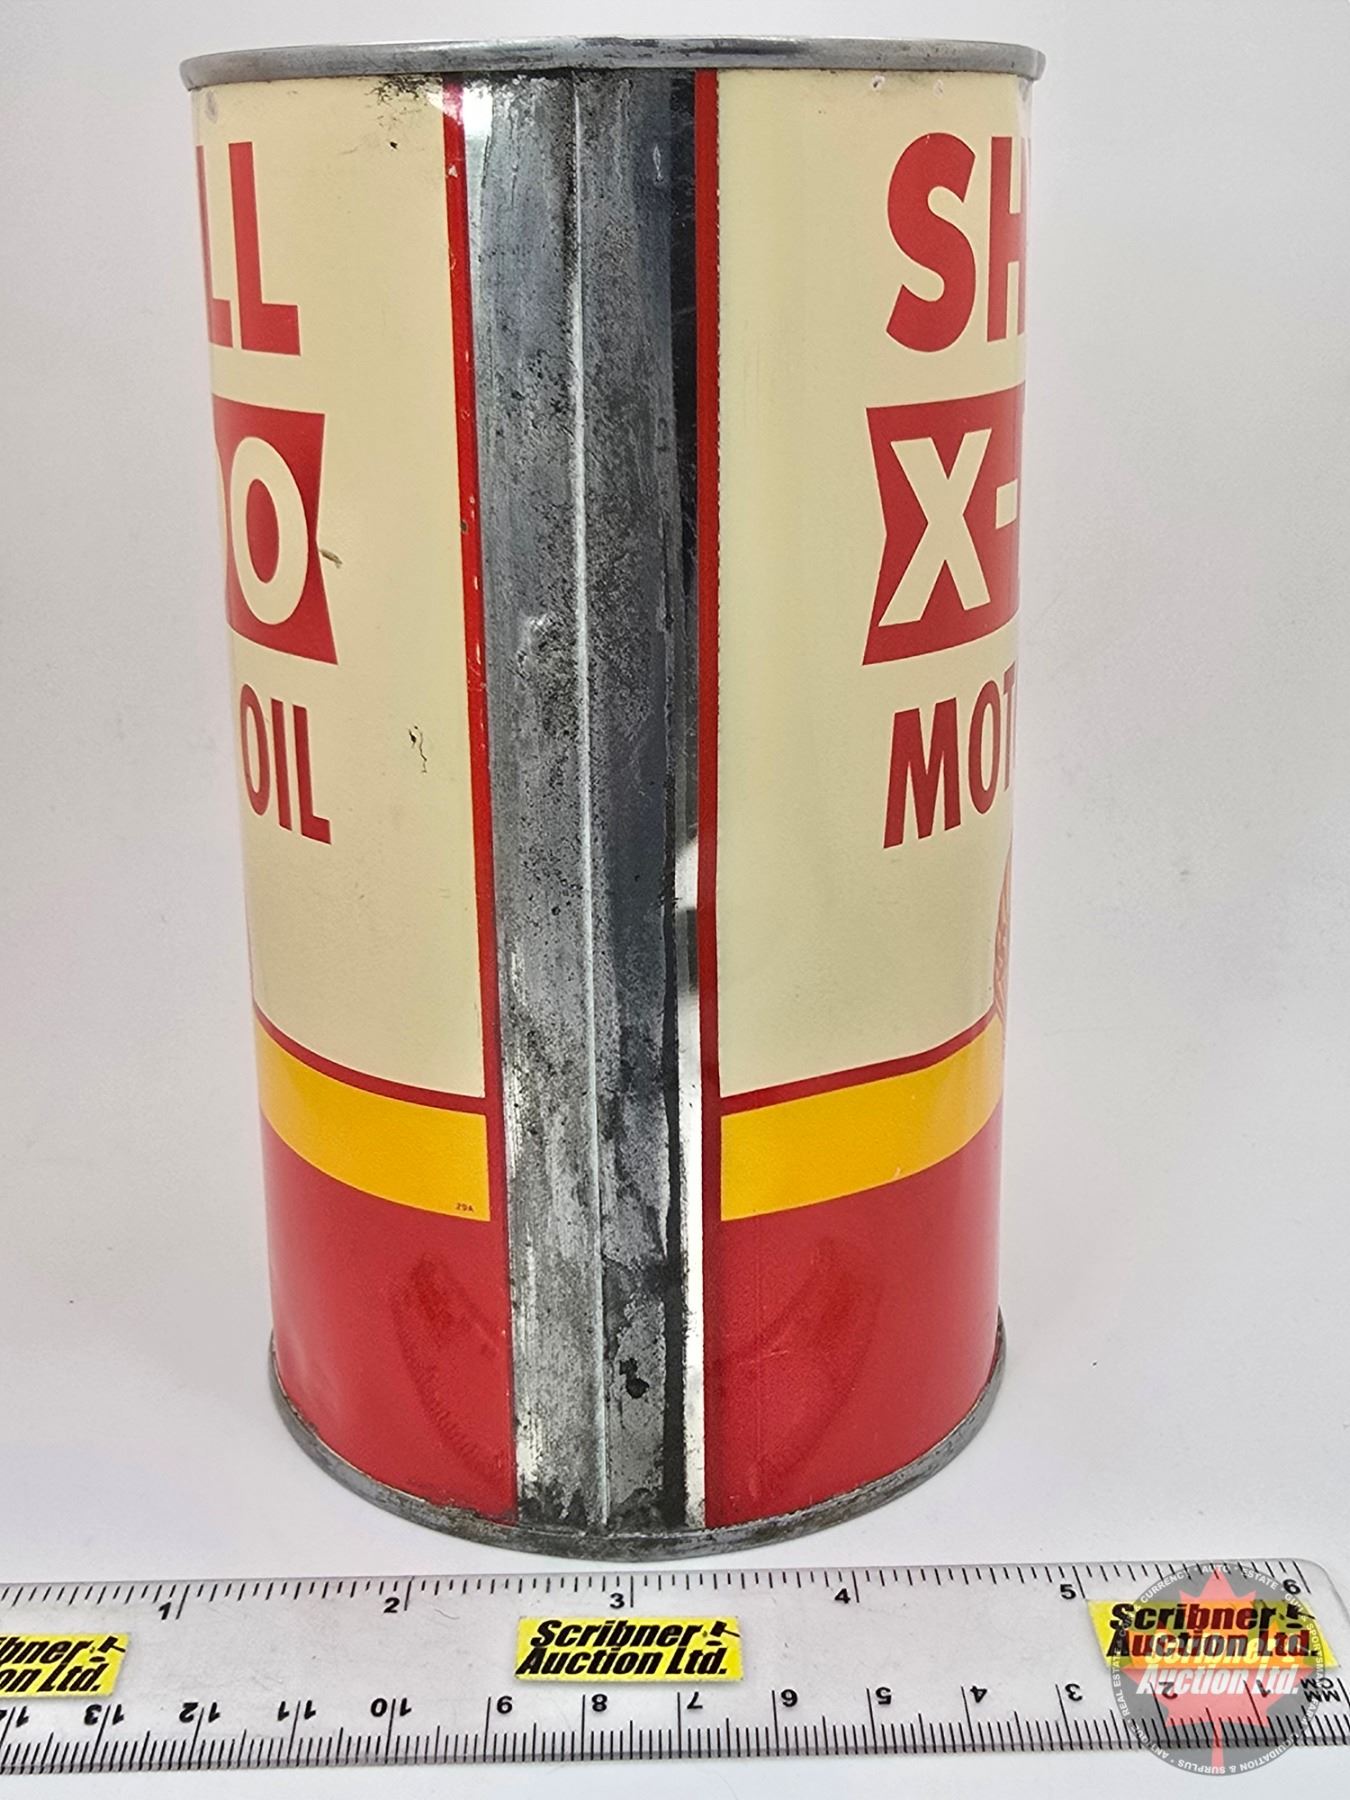 LL
SH
OO
X-
OIL
MOT
29A
1 2 3 4 5 6
Scribner
Auction Ltd.
Scribner
Auction Ltd.
13 12 11 10 9 8 7 6 5 4 3 2 1
MM
CM
Scribner
Auction Ltd.